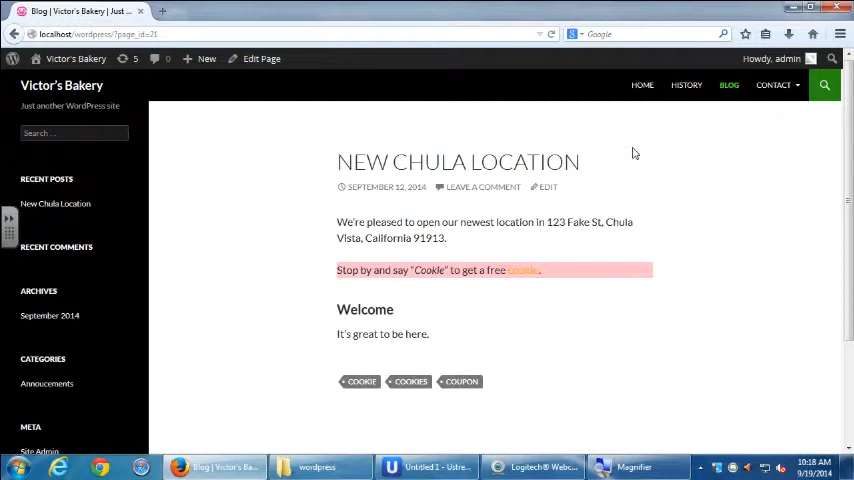 Blog | Victor's Bakery | Just ...
localhost/wordpress/?page_id=21
Google
Victor's Bakery
5
0
New
Edit Page
Howdy, admin
Victor's Bakery
HOME
HISTORY
BLOG
CONTACT
Just another WordPress site
Search ...
NEW CHULA LOCATION
RECENT POSTS
SEPTEMBER 12, 2014
LEAVE A COMMENT
EDIT
New Chula Location
We're pleased to open our newest location in 123 Fake St, Chula
Vista, California 91913.
RECENT COMMENTS
Stop by and say "Cookie" to get a free cookie.
ARCHIVES
Welcome
September 2014
It's great to be here.
CATEGORIES
Annoucements
COOKIE
COOKIES
COUPON
META
Site Admin
Blog | Victor's Ba...
wordpress
Untitled 1 - Ustre...
Logitech® Webc...
Magnifier
10:18 AM
9/19/2014